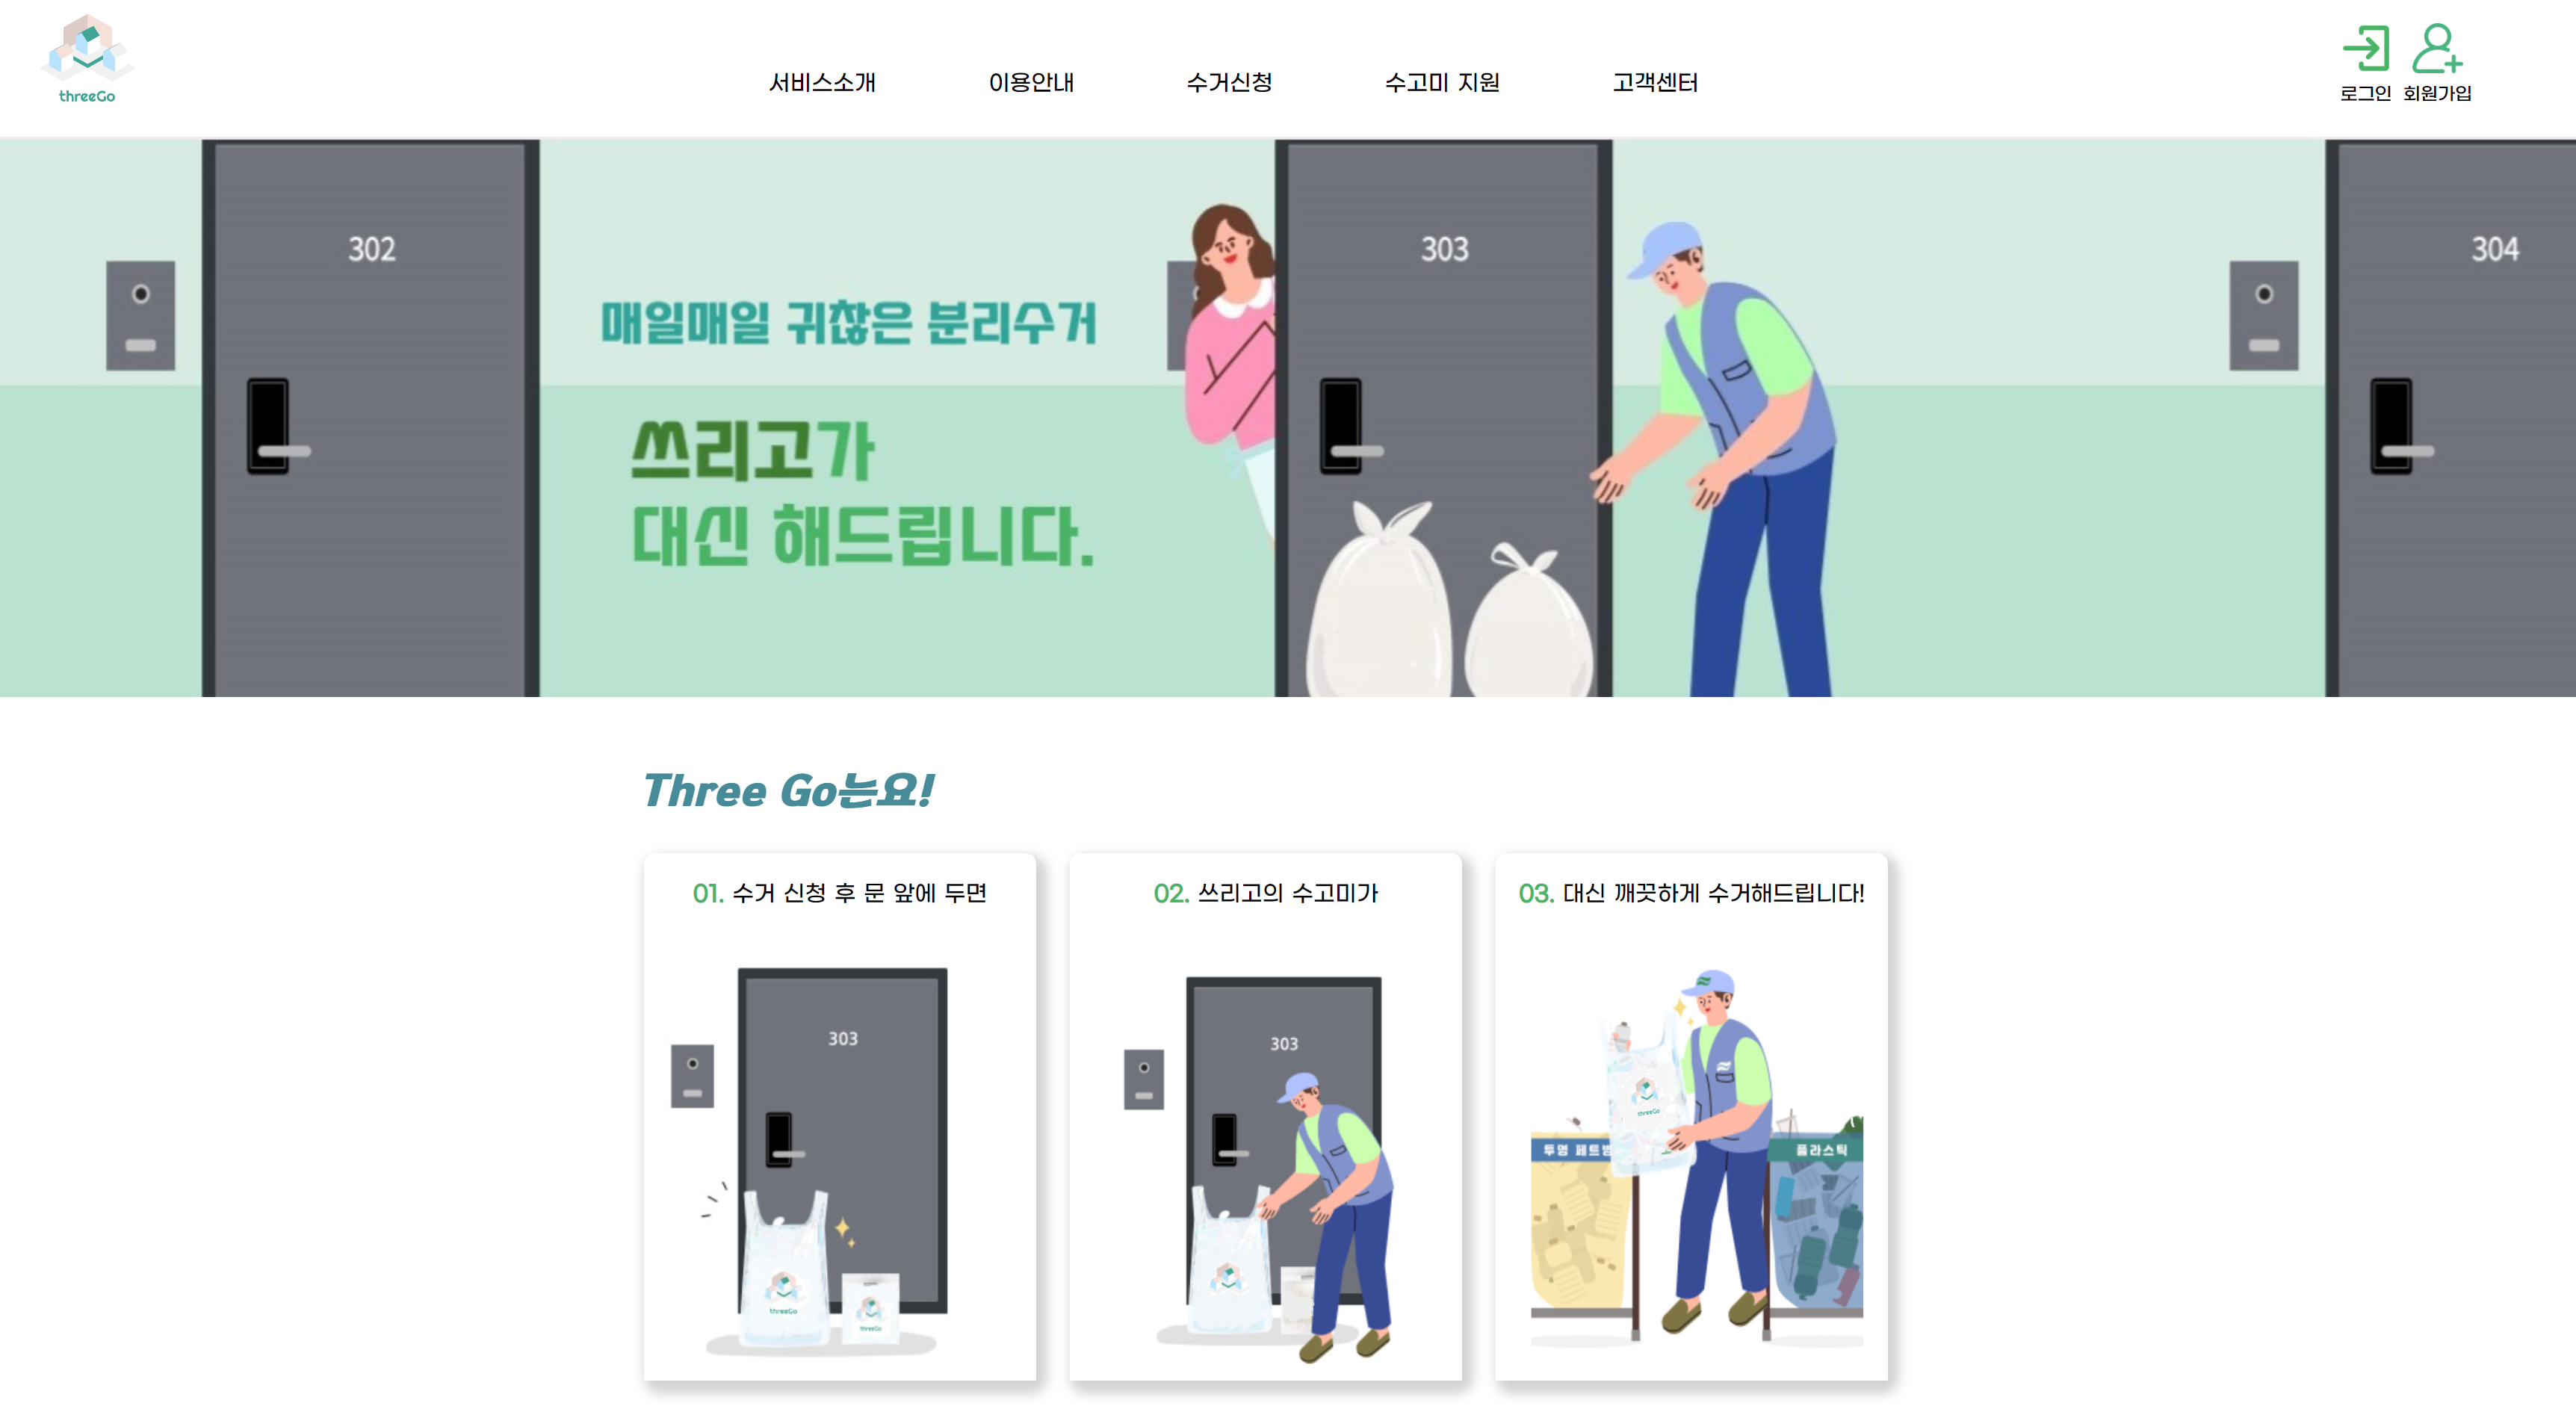 threeGo
서비스소개 이용안내 수거신청 수고미 지원 고객센터
로그인 회원가입
302
303
304
매일매일 귀찮은 분리수거
쓰리고가
대신 해드립니다.
Three Go는요!
01. 수거 신청 후 문 앞에 두면
303
threeGo
threeGo
02. 쓰리고의 수고미가
303
03. 대신 깨끗하게 수거해드립니다!
threeGo
투명 페트병
플라스틱